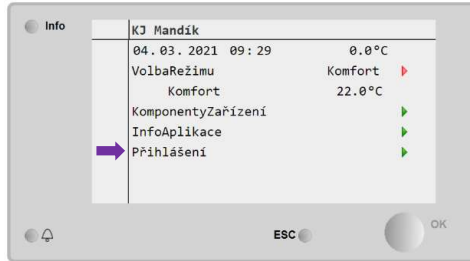 Info
KJ Mandík
04.03.2021 09:29 0.0°C
VolbaRežimu Komfort
Komfort 22.0°C
KomponentyZařízení
InfoAplikace
Přihlášení
ESC
OK